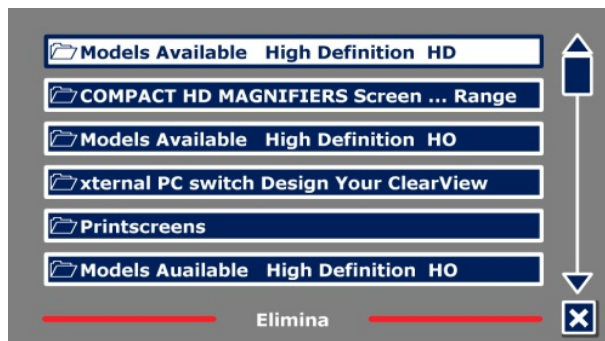 Models Available High Definition HD
COMPACT HD MAGNIFIERS Screen ... Range
Models Available High Definition HO
xternal PC switch Design Your ClearView
Printscreens
Models Auailable High Definition HO
Elimina